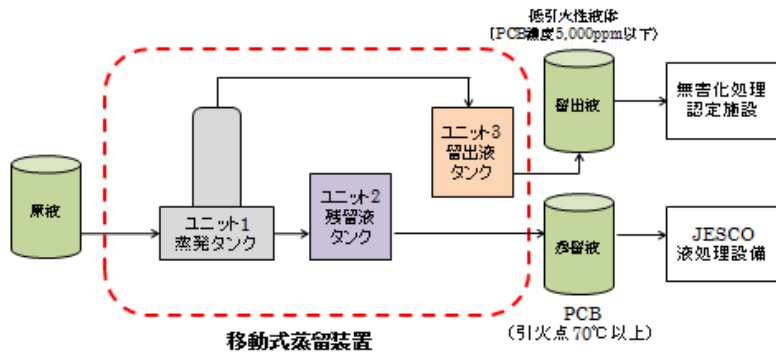 低引火性液体
(PCB濃度5,000ppm以下)
留出液
無害化処理
認定施設
ユニット3
留出液
タンク
原液
ユニット1
蒸発タンク
ユニット2
残留液
タンク
残留液
JESCO
液処理設備
PCB
(引火点70℃以上)
移動式蒸留装置